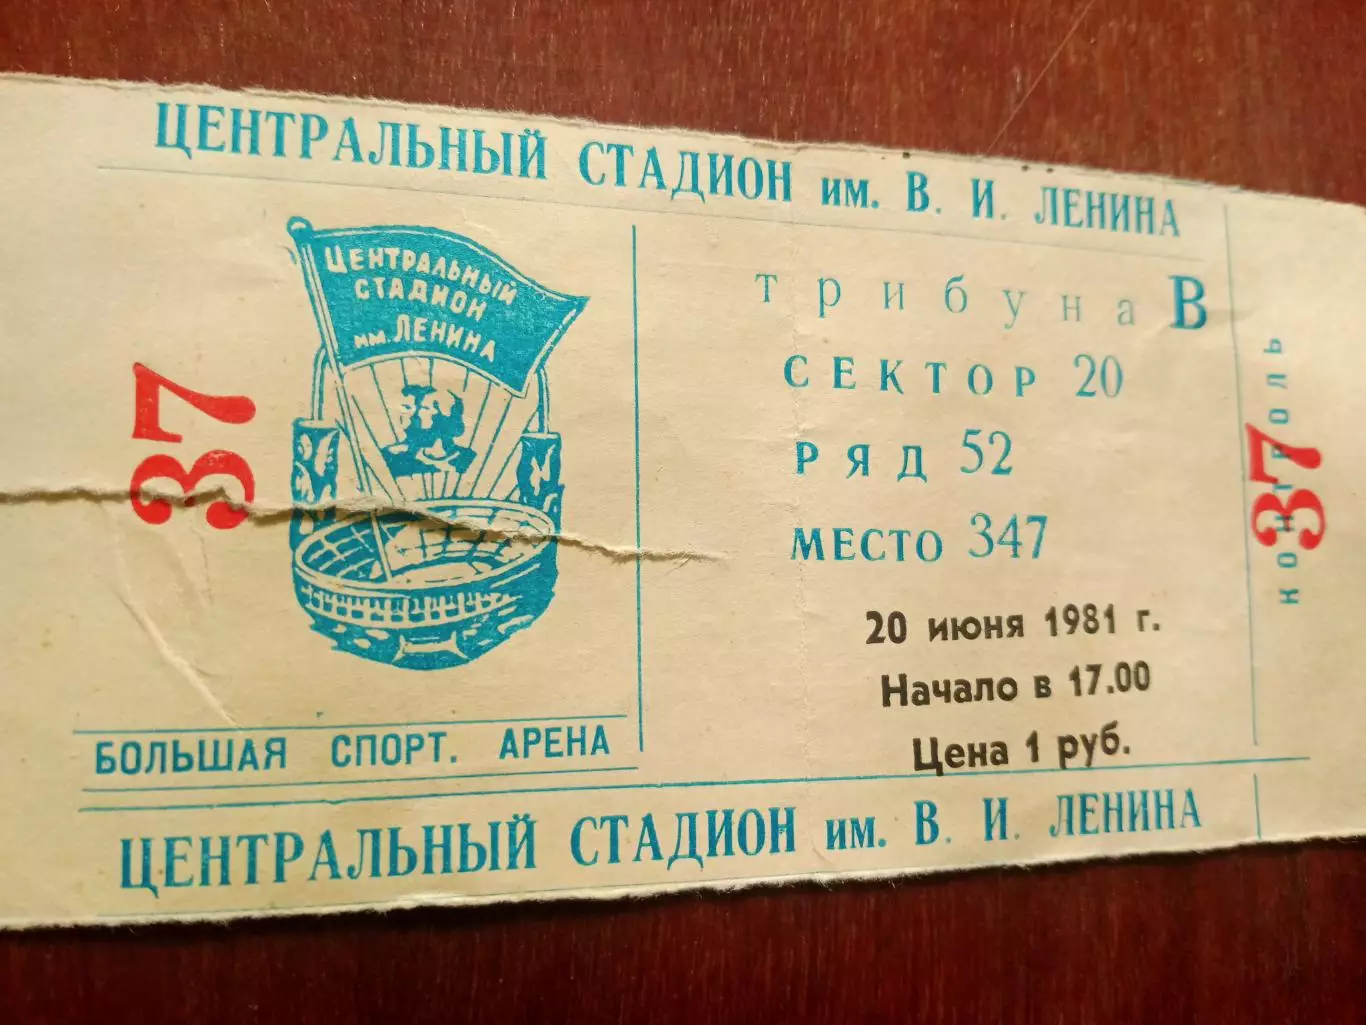 ЦЕНТРАЛЬНЫЙ СТАДИОН им. В. И. ЛЕНИНА
ЦЕНТРАЛЬНЫЙ
СТАДИОН
им. ЛЕНИНА
37
БОЛЬШАЯ СПОРТ. АРЕНА
трибуна В
СЕКТОР 20
РЯД 52
МЕСТО 347
20 июня 1981 г.
Начало в 17.00
Цена 1 руб.
контроль
37
ЦЕНТРАЛЬНЫЙ СТАДИОН им. В. И. ЛЕНИНА